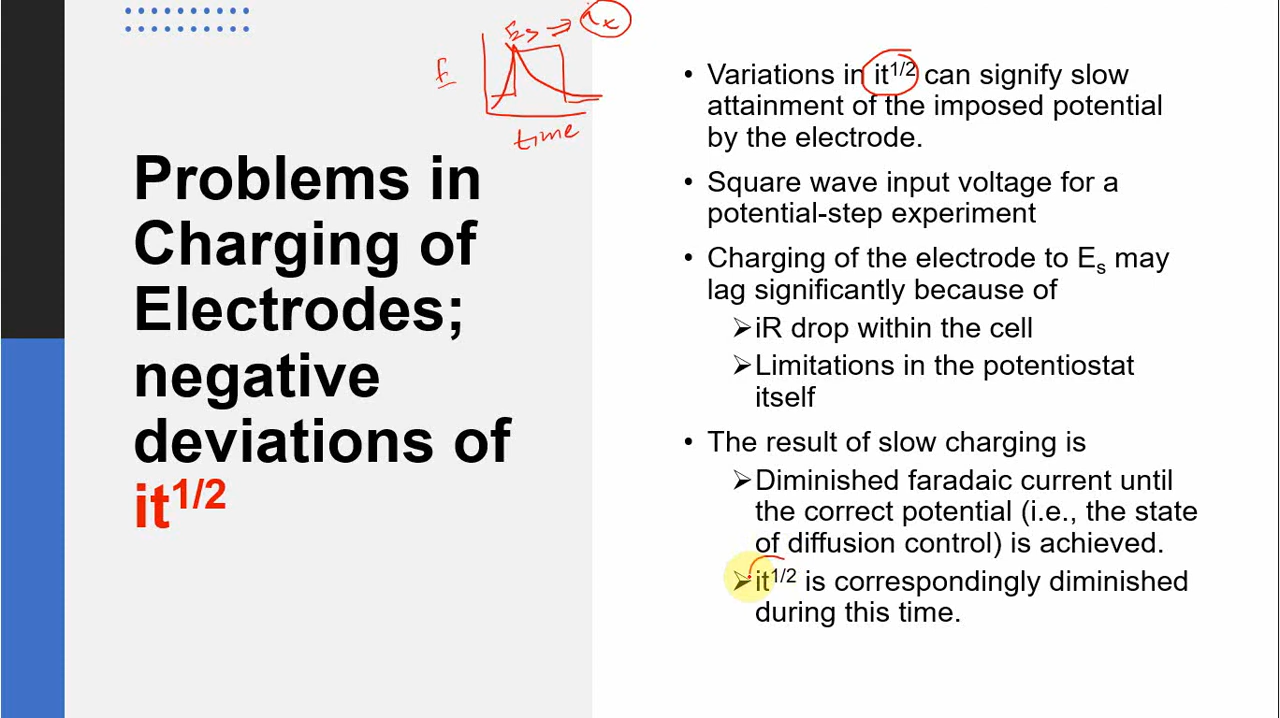 Problems in
Charging of
Electrodes;
negative
deviations of
it1/2
E
Es ⇒ ix
time
• Variations in it1/2 can signify slow
attainment of the imposed potential
by the electrode.
• Square wave input voltage for a
potential-step experiment
• Charging of the electrode to Es may
lag significantly because of
➢iR drop within the cell
➢Limitations in the potentiostat
itself
• The result of slow charging is
➢Diminished faradaic current until
the correct potential (i.e., the state
of diffusion control) is achieved.
➢it1/2 is correspondingly diminished
during this time.